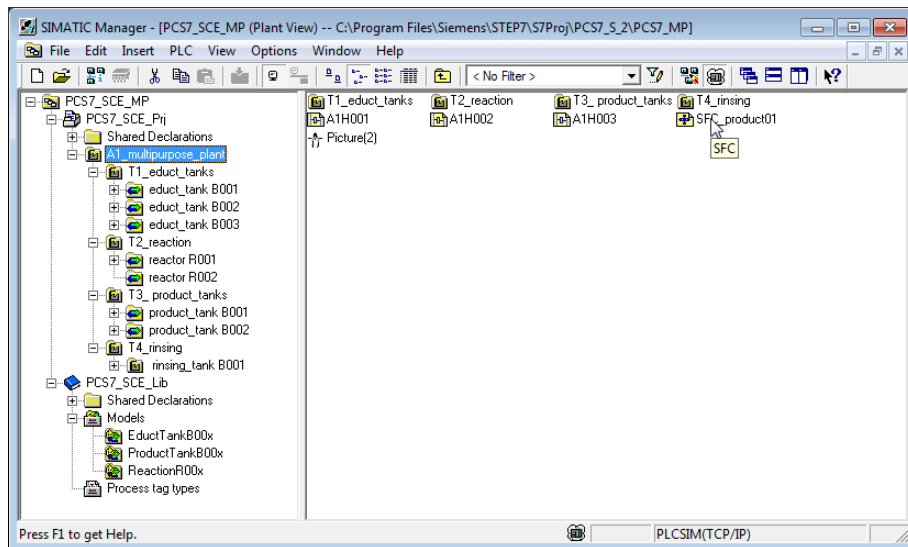 SIMATIC Manager - [PCS7_SCE_MP (Plant View) -- C:\Program Files\Siemens\STEP7\S7Proj\PCS7_S_2\PCS7_MP]
File Edit Insert PLC View Options Window Help
< No Filter >
PCS7_SCE_MP
PCS7_SCE_Prj
Shared Declarations
A1_multipurpose_plant
T1_educt_tanks
educt_tank B001
educt_tank B002
educt_tank B003
T2_reaction
reactor R001
reactor R002
T3_ product_tanks
product_tank B001
product_tank B002
T4_rinsing
rinsing_tank B001
PCS7_SCE_Lib
Shared Declarations
Models
EductTankB00x
ProductTankB00x
ReactionR00x
Process tag types
T1_educt_tanks T2_reaction T3_ product_tanks T4_rinsing
A1H001 A1H002 A1H003 SFC_product01
Picture(2)
SFC
Press F1 to get Help. PLCSIM(TCP/IP)